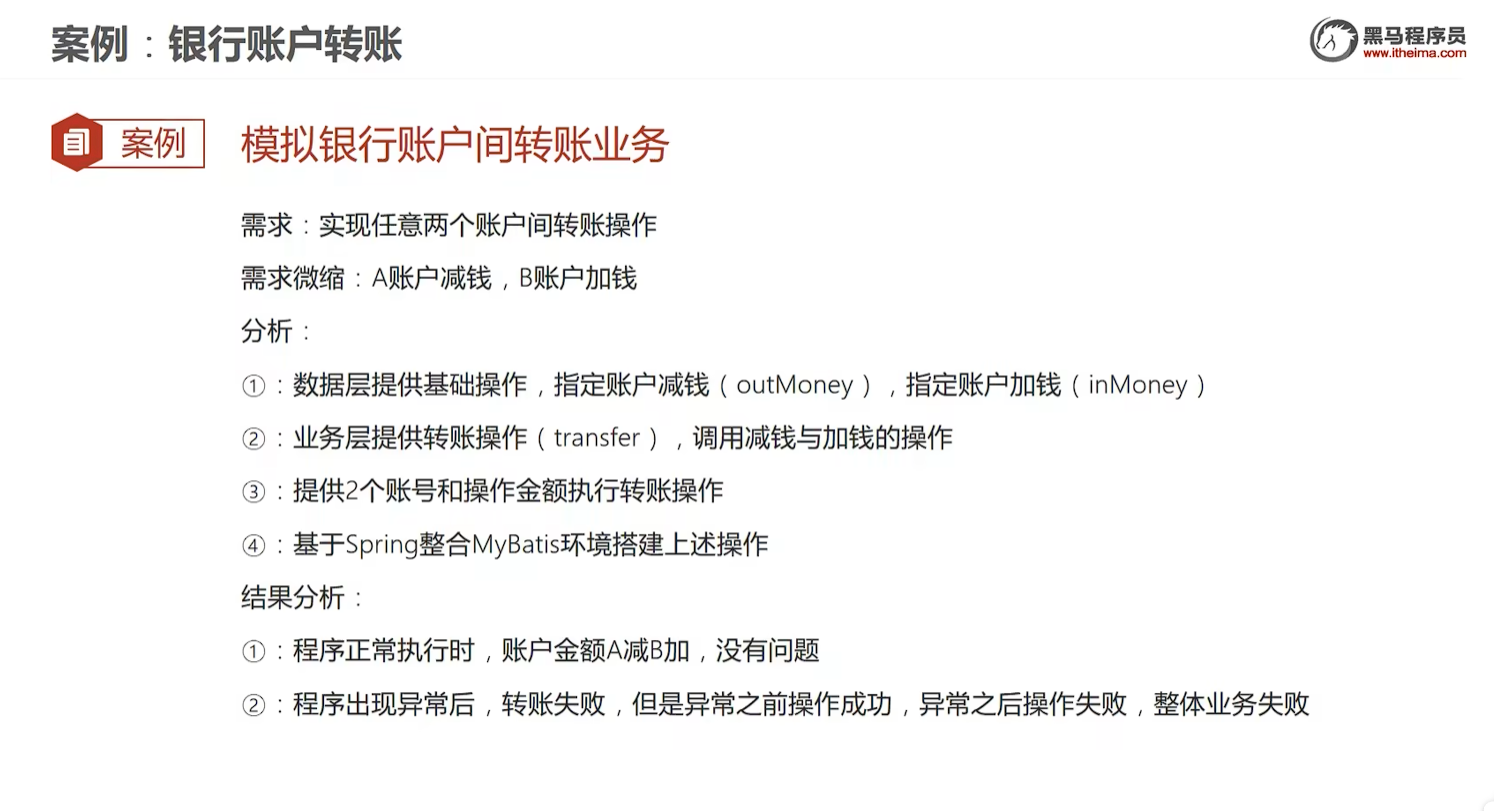 案例：银行账户转账
黑马程序员
www.itheima.com
案例
模拟银行账户间转账业务
需求：实现任意两个账户间转账操作
需求微缩：A账户减钱，B账户加钱
分析：
①：数据层提供基础操作，指定账户减钱（outMoney），指定账户加钱（inMoney）
②：业务层提供转账操作（transfer），调用减钱与加钱的操作
③：提供2个账号和操作金额执行转账操作
④：基于Spring整合MyBatis环境搭建上述操作
结果分析：
①：程序正常执行时，账户金额A减B加，没有问题
②：程序出现异常后，转账失败，但是异常之前操作成功，异常之后操作失败，整体业务失败